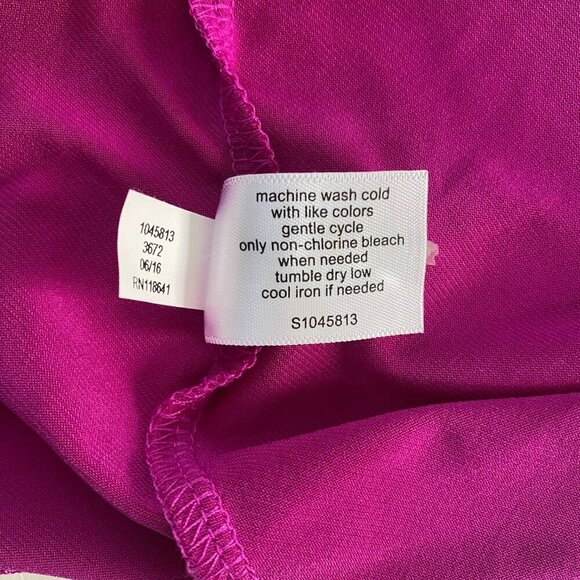 1045813
3672
06/16
RN118641
machine wash cold
with like colors
gentle cycle
only non-chlorine bleach
when needed
tumble dry low
cool iron if needed
S1045813